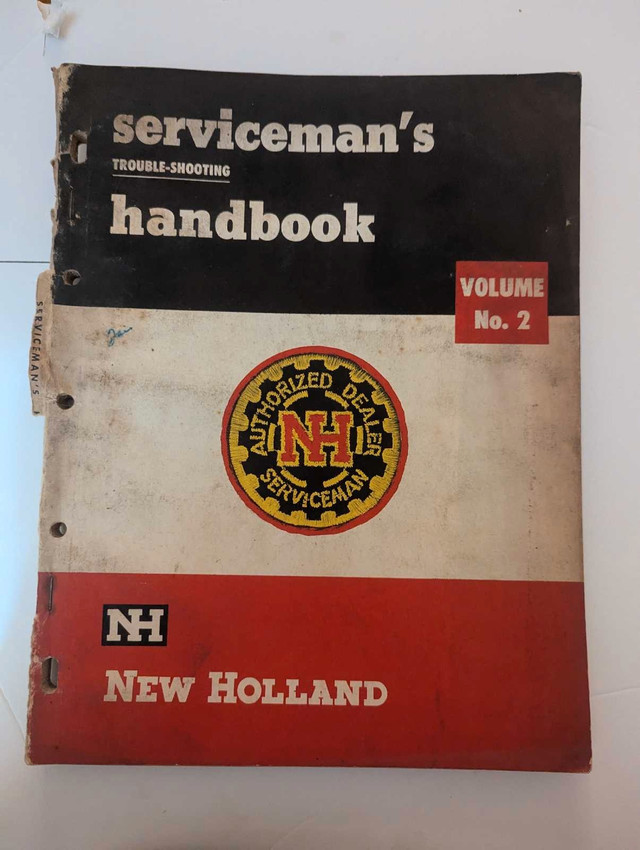 serviceman's
TROUBLE-SHOOTING
handbook
VOLUME
No. 2
SERVICEMAN'S
AUTHORIZED DEALER
NH
SERVICEMAN
NH
NEW HOLLAND